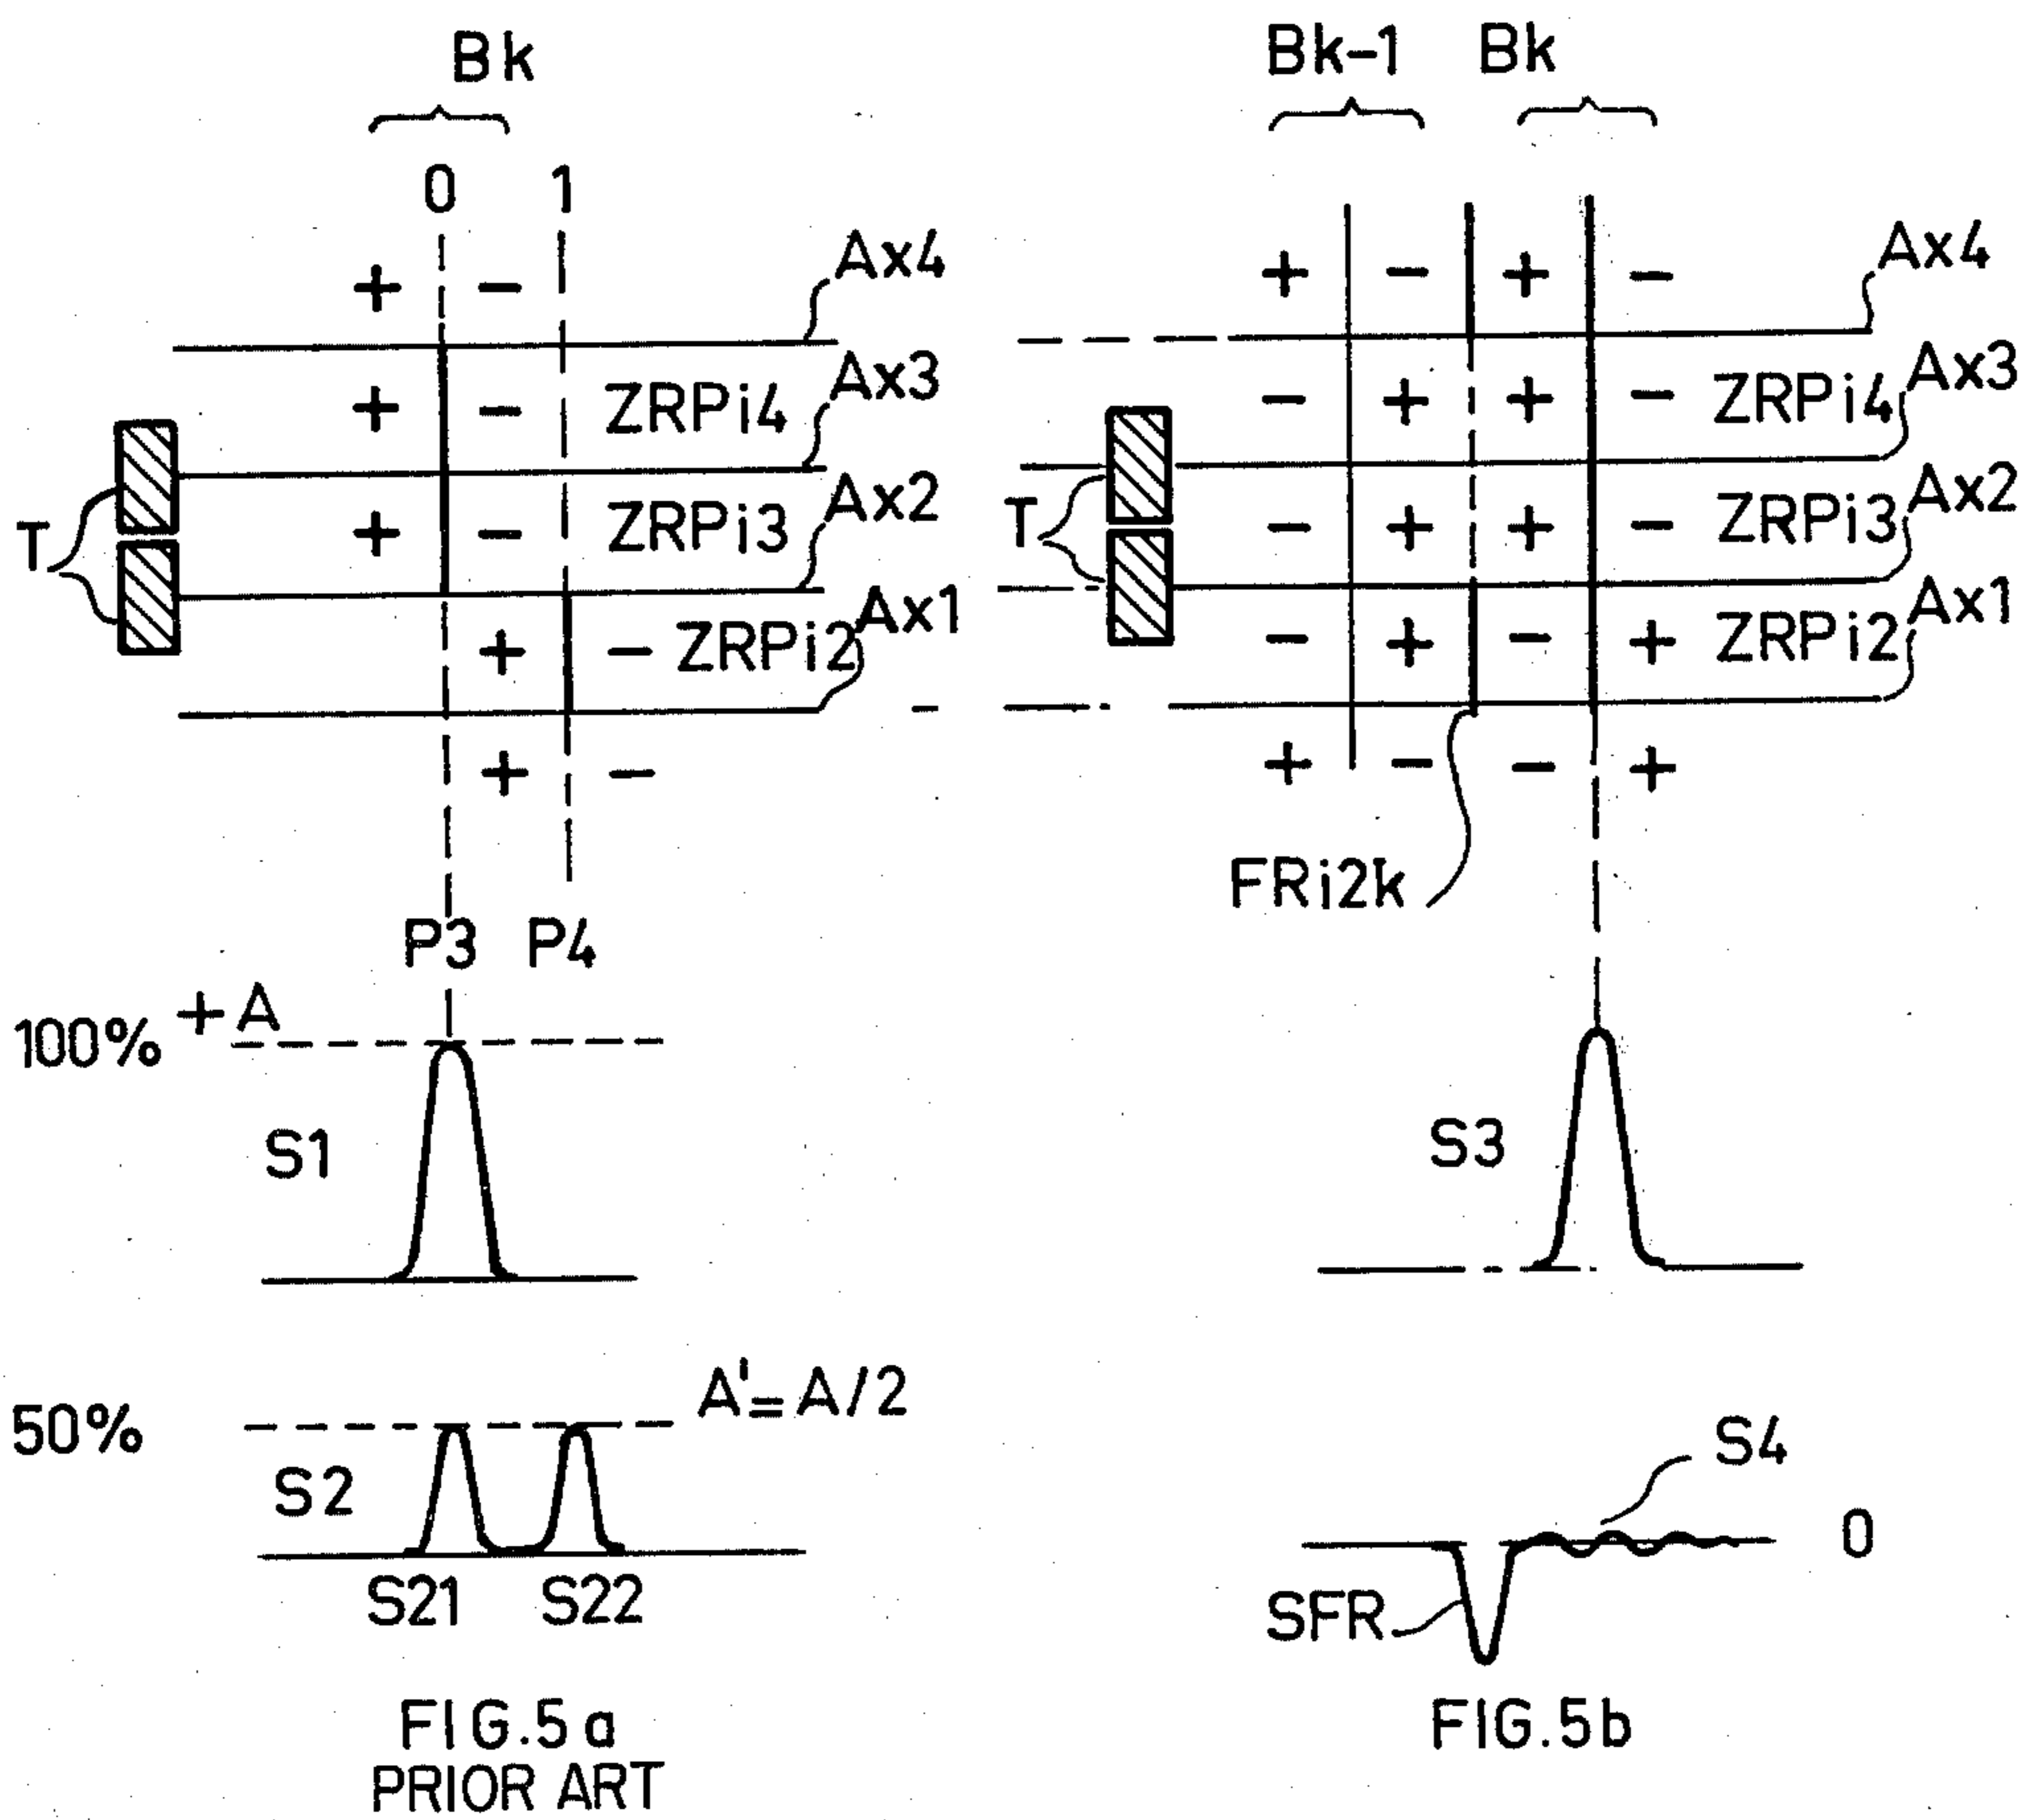 Bk
0 1
+ - Ax4
+ - ZRPi4 Ax3
T
+ - ZRPi3 Ax2
+ - ZRPi2 Ax1
+ -
P3 P4
100% +A
S1
50% A'=A/2
S2
S21 S22
FIG.5a
PRIOR ART
Bk-1 Bk
+ - + - Ax4
- + + - ZRPi4 Ax3
T
- + + - ZRPi3 Ax2
- + - + ZRPi2 Ax1
+ - - +
FRi2k
S3
S4
0
SFR
FIG.5b